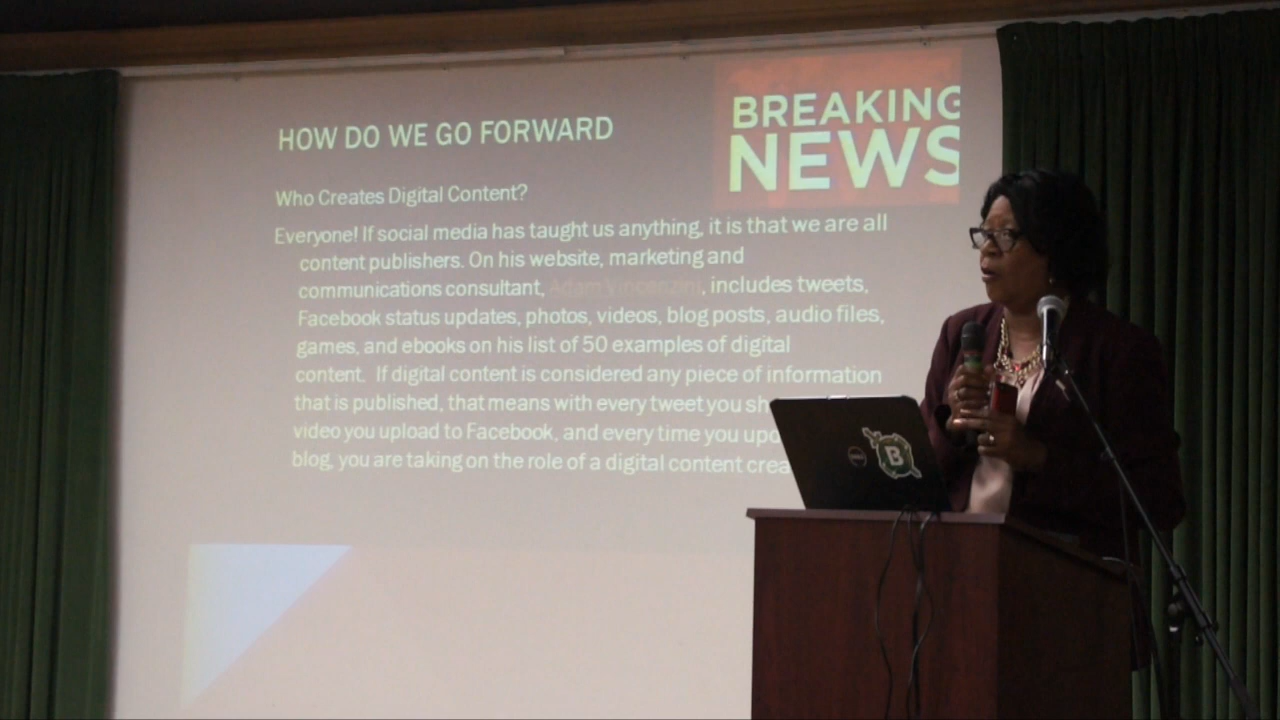 BREAKING
NEWS
HOW DO WE GO FORWARD
Who Creates Digital Content?
Everyone! If social media has taught us anything, it is that we are all
content publishers. On his website, marketing and
communications consultant, Adam Vincenzini, includes tweets,
Facebook status updates, photos, videos, blog posts, audio files,
games, and ebooks on his list of 50 examples of digital
content. If digital content is considered any piece of information
that is published, that means with every tweet you sh
video you upload to Facebook, and every time you upd
blog, you are taking on the role of a digital content crea
B